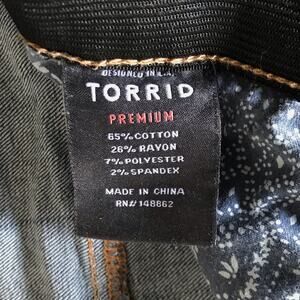 DESIGNED IN L.A.
TORRID
PREMIUM
65% COTTON
26% RAYON
7% POLYESTER
2% SPANDEX
MADE IN CHINA
RN# 148862